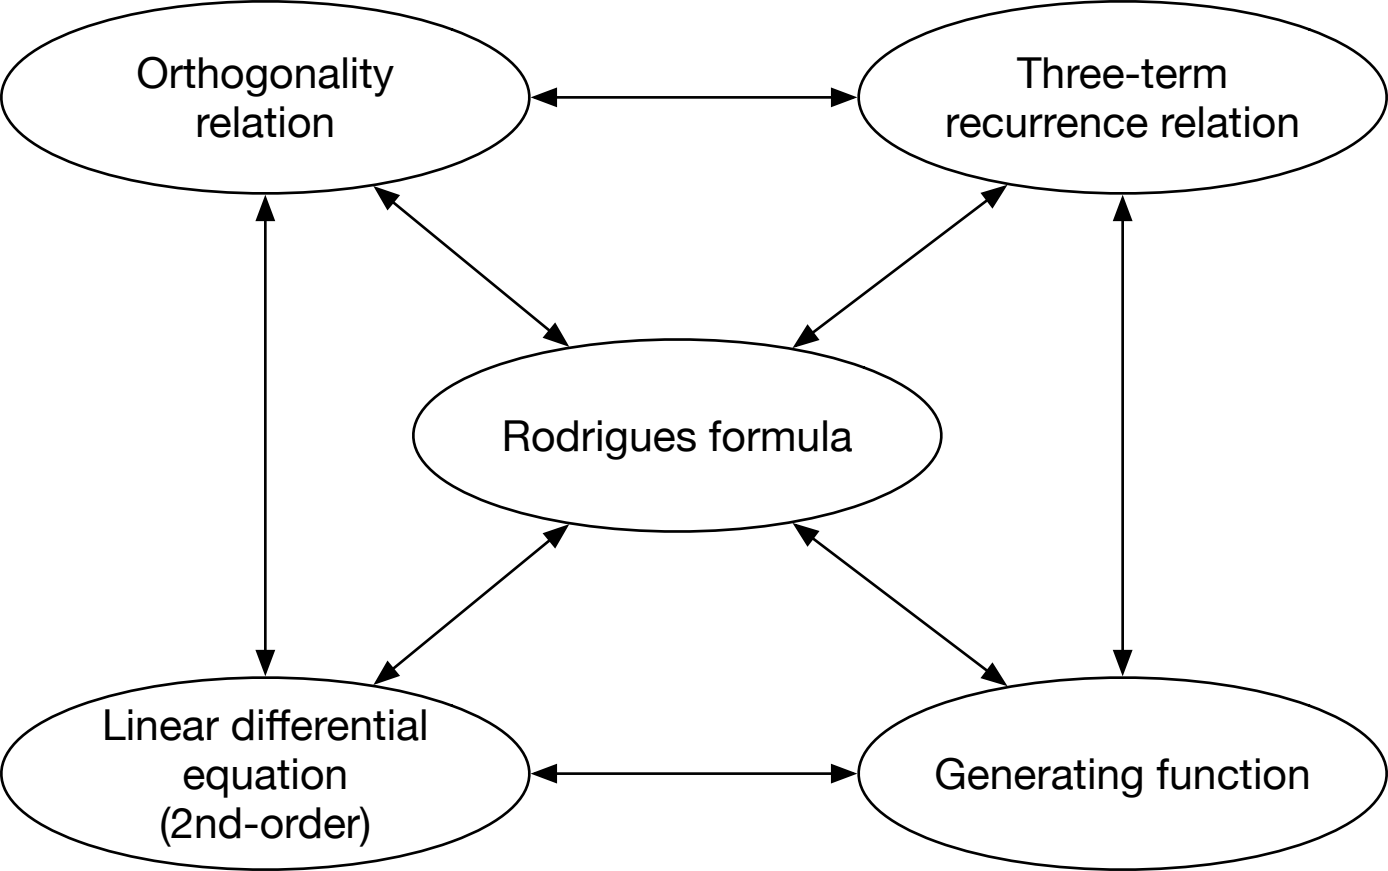 Orthogonality
relation
Three-term
recurrence relation
Rodrigues formula
Linear differential
equation
(2nd-order)
Generating function